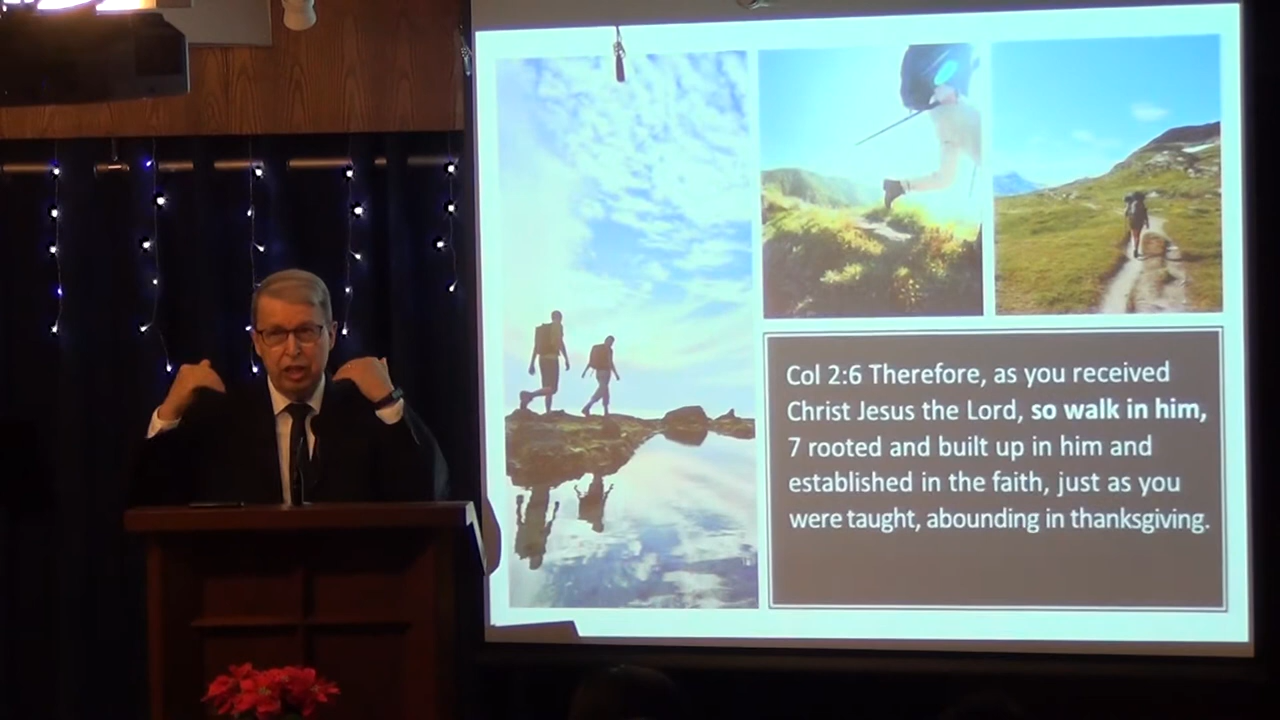 Col 2:6 Therefore, as you received
Christ Jesus the Lord, so walk in him,
7 rooted and built up in him and
established in the faith, just as you
were taught, abounding in thanksgiving.